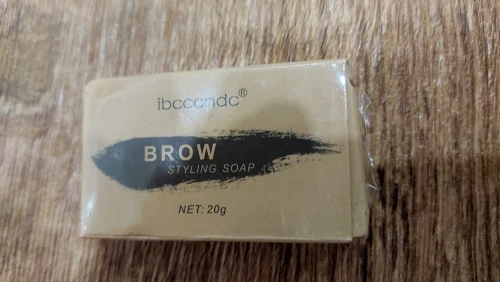 ibcccndc®
BROW
STYLING SOAP
NET: 20g